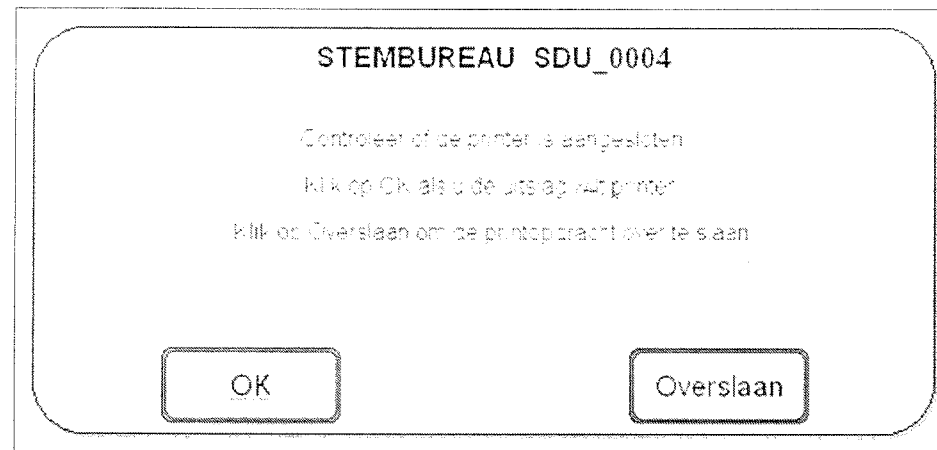 STEMBUREAU SDU_0004
Controleer of de printer is aangesloten
Klik op OK als u de uitslag wilt printen
Klik op Overslaan om de printopdracht over te slaan
OK
Overslaan